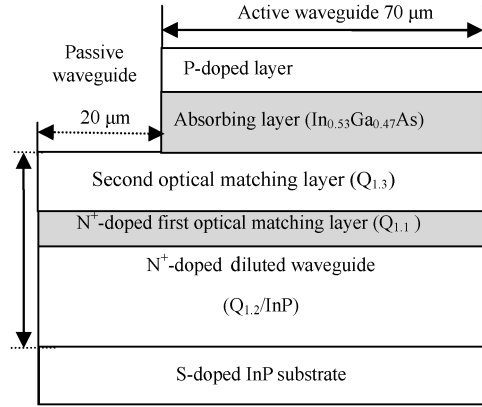 Active waveguide 70 μm
Passive
waveguide
P-doped layer
20 μm
Absorbing layer (In0.53Ga0.47As)
Second optical matching layer (Q1.3)
N+-doped first optical matching layer (Q1.1 )
N+-doped diluted waveguide
(Q1.2/InP)
S-doped InP substrate